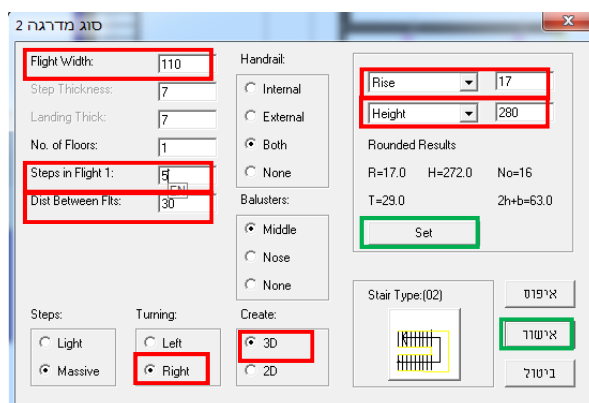 סוג מדרגה 2
x
Flight Width: 110
Step Thickness: 7
Landing Thick: 7
No. of Floors: 1
Steps in Flight 1: 5
EN
Dist Between Flts: 30
Handrail:
Internal
External
Both
None
Balusters:
Middle
Nose
None
Rise 17
Height 280
Rounded Results
R=17.0 H=272.0 No=16
T=29.0 2h+b=63.0
Set
Steps:
Light
Massive
Turning:
Left
Right
Create:
3D
2D
Stair Type:(02)
איפוס
אישור
ביטול